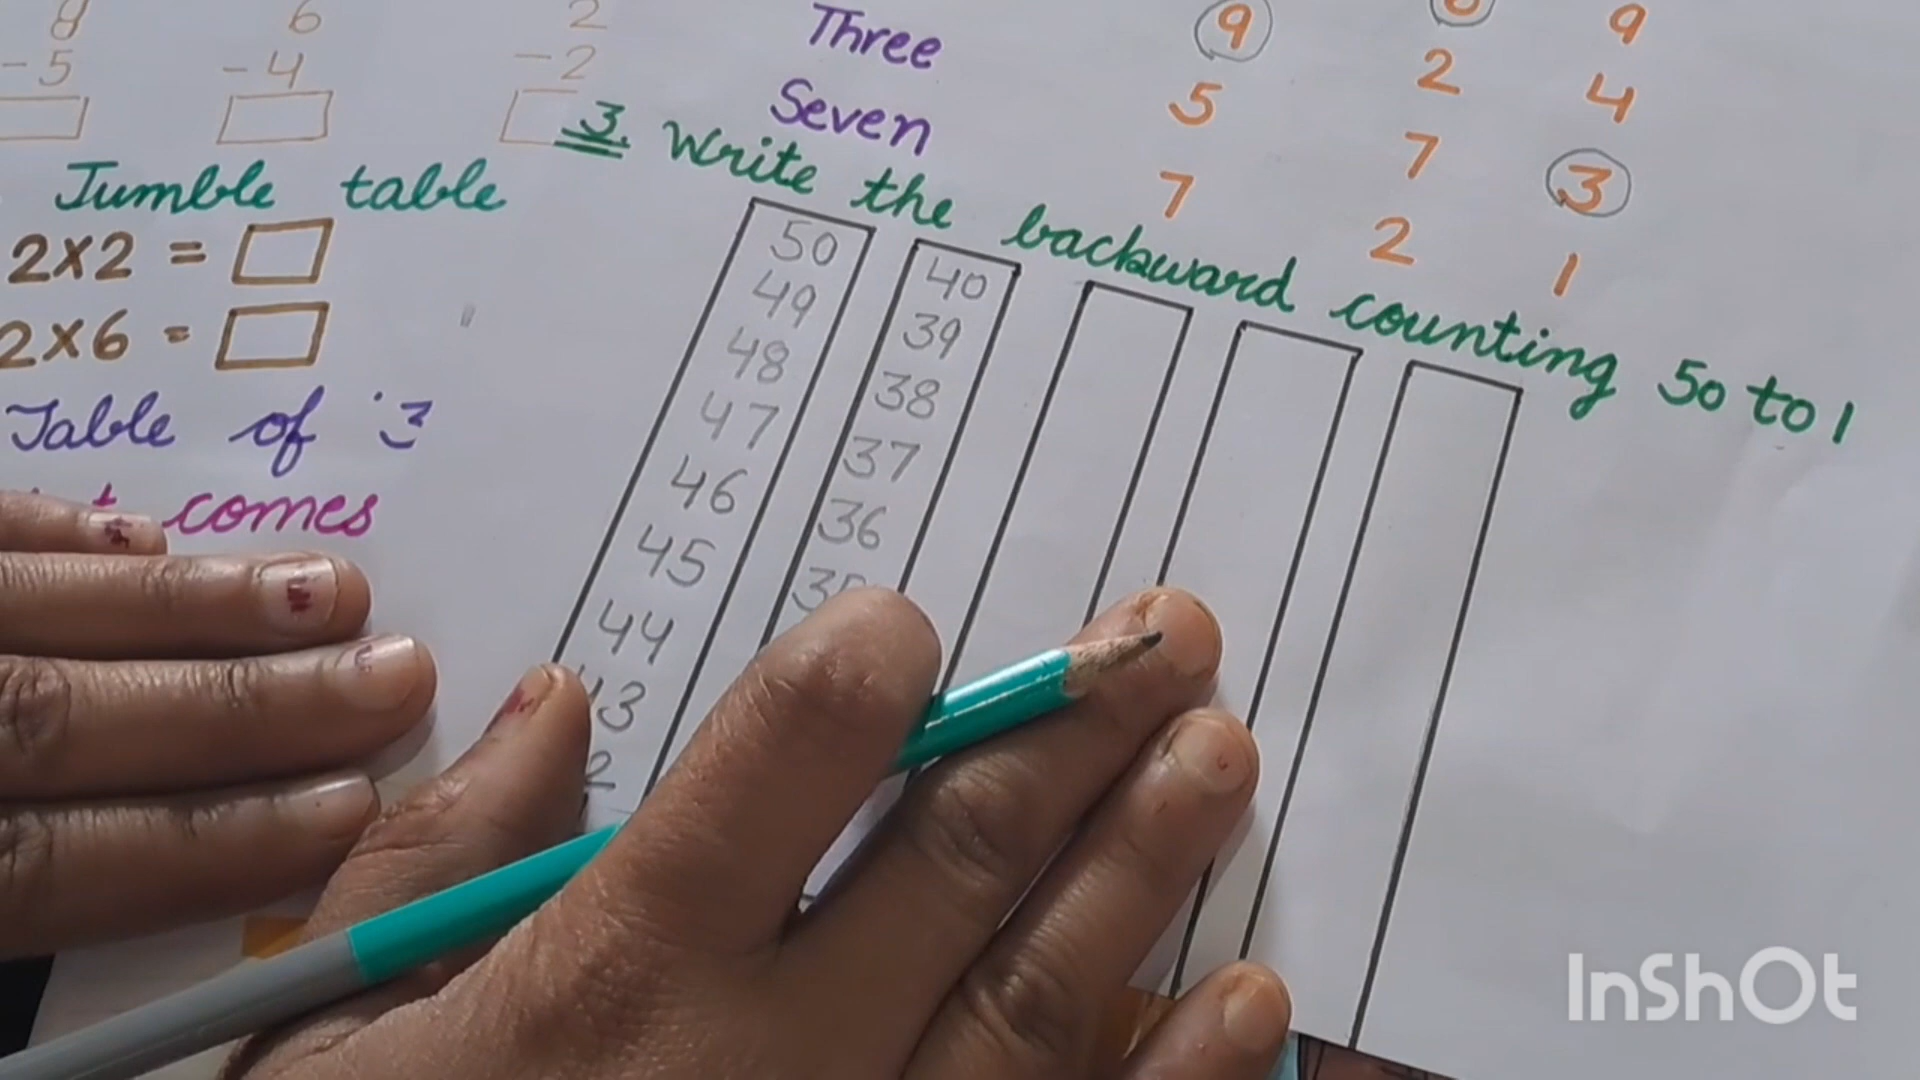 8 6 2
-5 -4 -2
Jumble table
2x2 =
2x6 =
Table of 3
comes
Three 9 9
Seven 5 2 4
7 7 3
2 1
3. Write the backward counting 50 to 1
50
49
48
47
46
45
44
43
2
40
39
38
37
36
InShOt